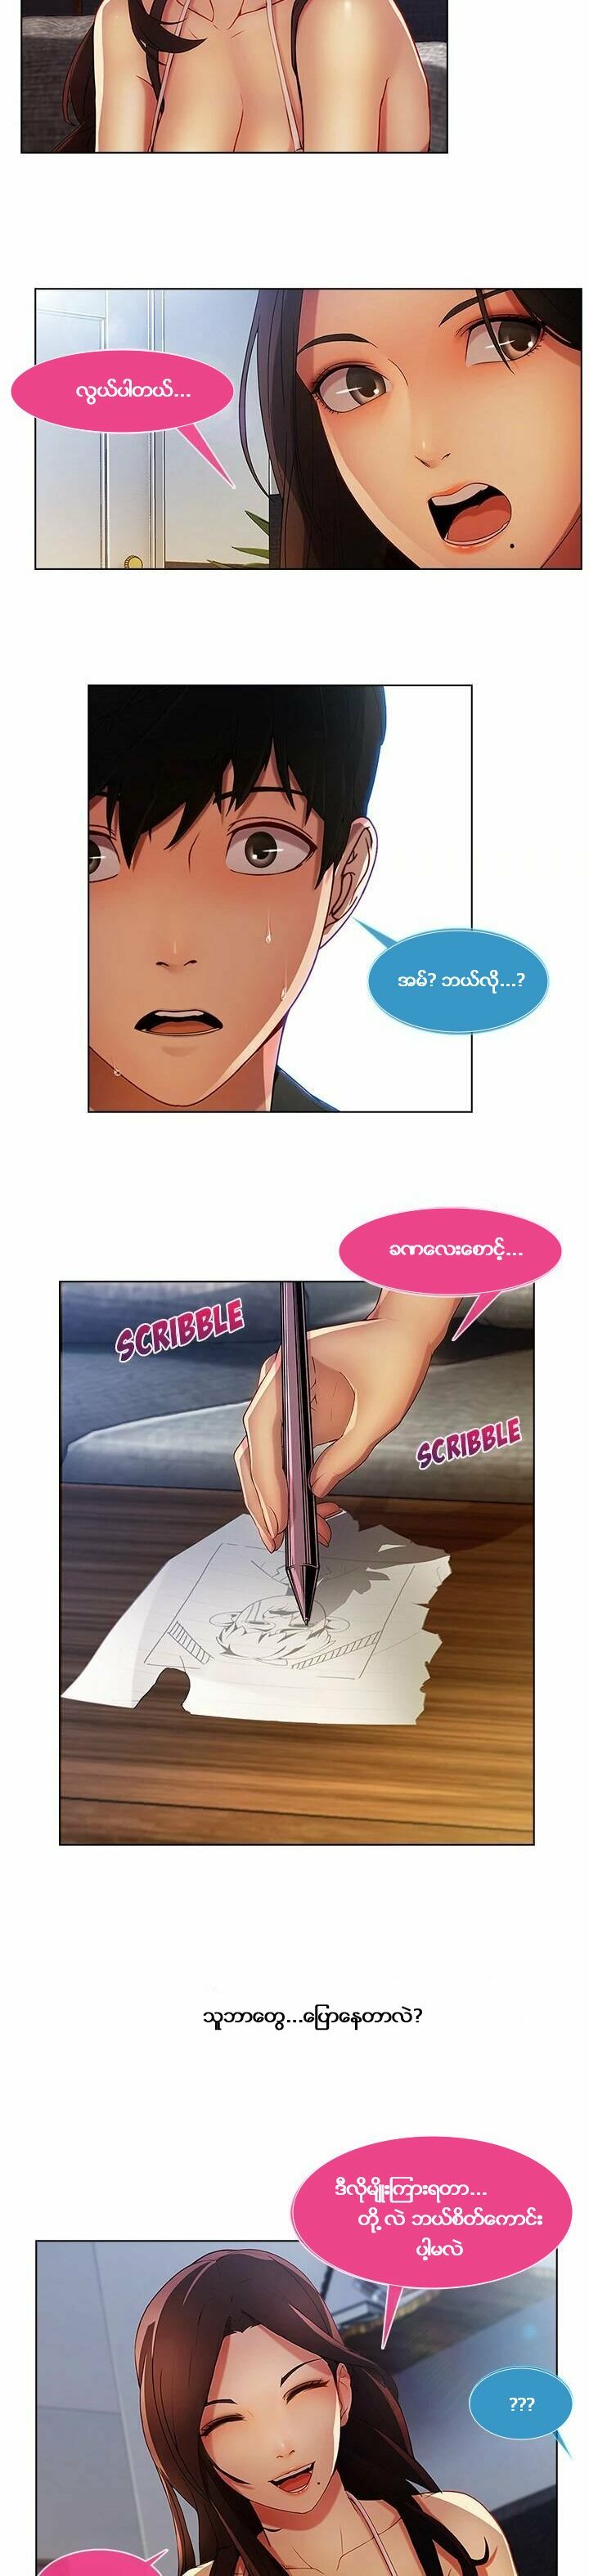 လွယ်ပါတယ်...
အမ်? ဘယ်လို...?
ခဏလေးစောင့်...
SCRIBBLE
SCRIBBLE
သူဘာတွေ...ပြောနေတာလဲ?
ဒီလိုမျိုးကြားရတာ...
တို့ လဲ ဘယ်စိတ်ကောင်း
ပါ့မလဲ
???